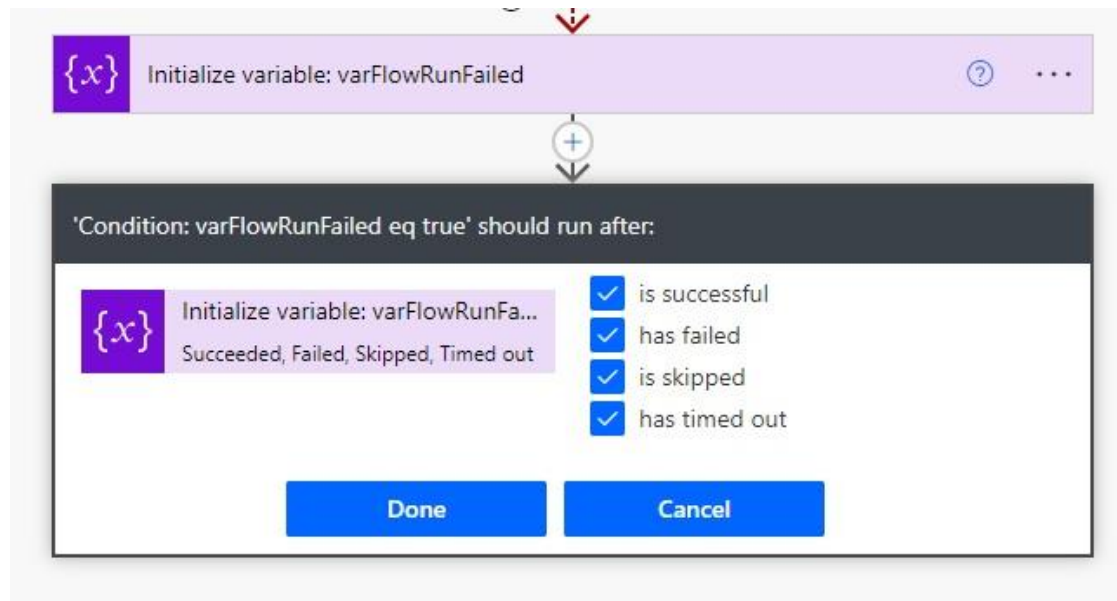 {x} Initialize variable: varFlowRunFailed ? ...
+
'Condition: varFlowRunFailed eq true' should run after:
{x} Initialize variable: varFlowRunFa...
Succeeded, Failed, Skipped, Timed out
is successful
has failed
is skipped
has timed out
Done Cancel